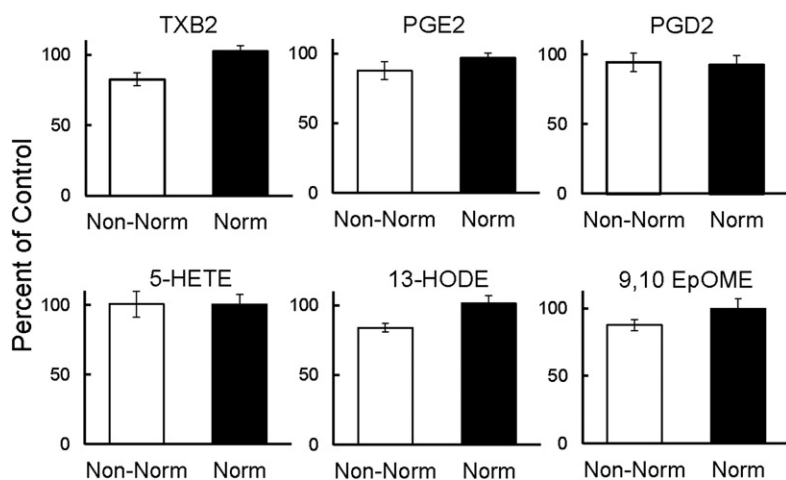 TXB2
PGE2
PGD2
Percent of Control
100
50
0
Non-Norm Norm
100
50
0
Non-Norm Norm
100
50
0
Non-Norm Norm
5-HETE
13-HODE
9,10 EpOME
100
50
0
Non-Norm Norm
100
50
0
Non-Norm Norm
100
50
0
Non-Norm Norm